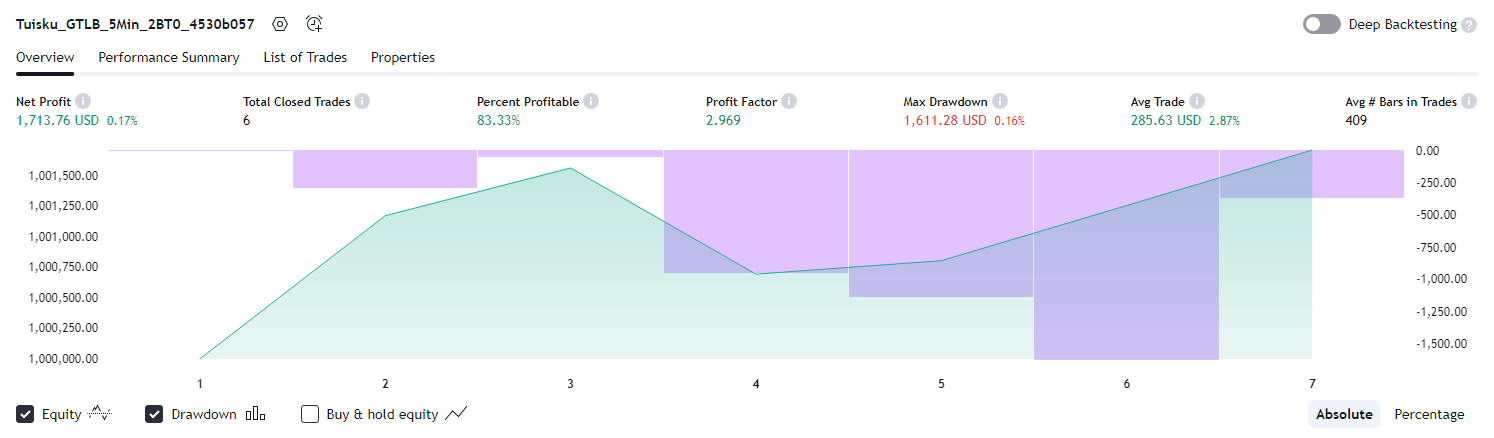 Tuisku_GTLB_5Min_2BT0_4530b057
Deep Backtesting ?
Overview Performance Summary List of Trades Properties
Net Profit i Total Closed Trades i Percent Profitable i Profit Factor i Max Drawdown i Avg Trade i Avg # Bars in Trades i
1,713.76 USD 0.17% 6 83.33% 2.969 1,611.28 USD 0.16% 285.63 USD 2.87% 409
0.00
1,001,500.00
-250.00
1,001,250.00
-500.00
1,001,000.00
-750.00
1,000,750.00
-1,000.00
1,000,500.00
-1,250.00
1,000,250.00
-1,500.00
1,000,000.00
1 2 3 4 5 6 7
Equity Drawdown Buy & hold equity Absolute Percentage